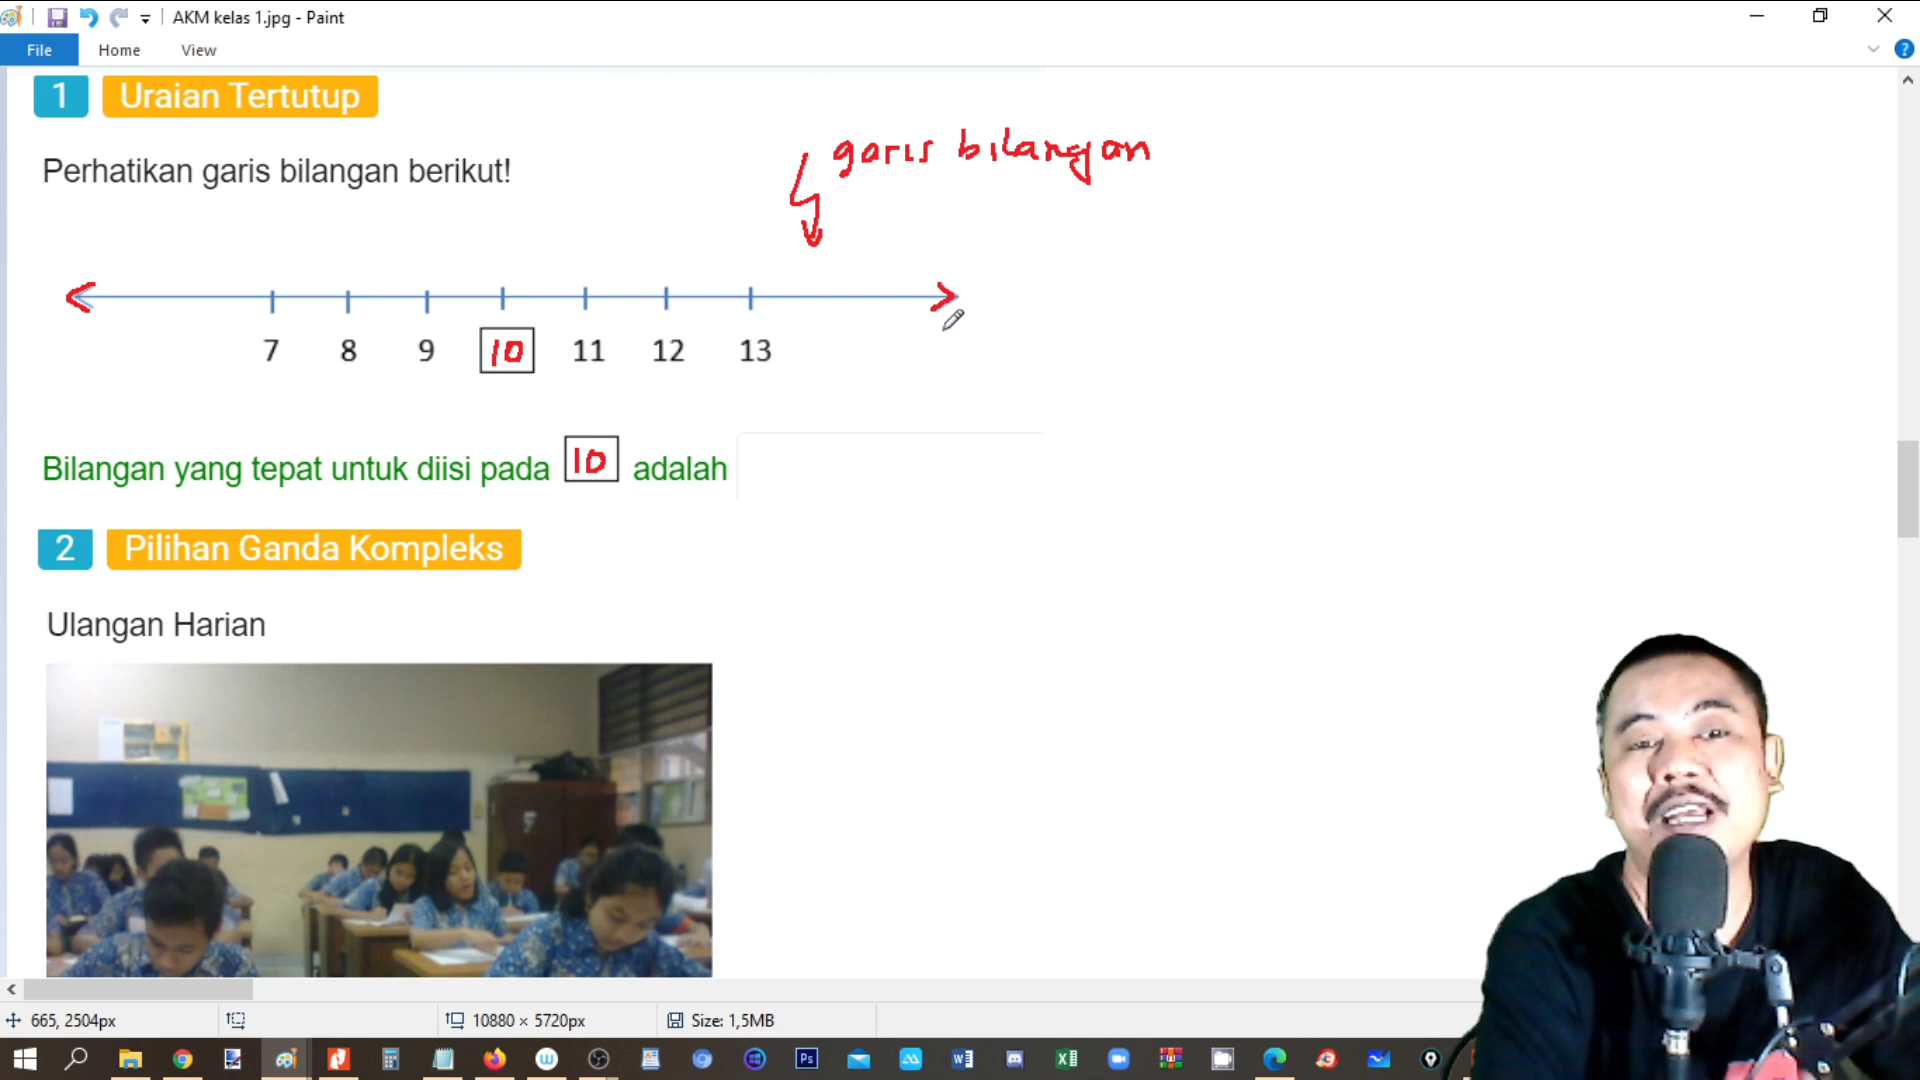 AKM kelas 1.jpg - Paint
File Home View
1 Uraian Tertutup
garis bilangan
Perhatikan garis bilangan berikut!
7 8 9 10 11 12 13
Bilangan yang tepat untuk diisi pada 10 adalah
2 Pilihan Ganda Kompleks
Ulangan Harian
665, 2504px
10880 × 5720px
Size: 1,5MB